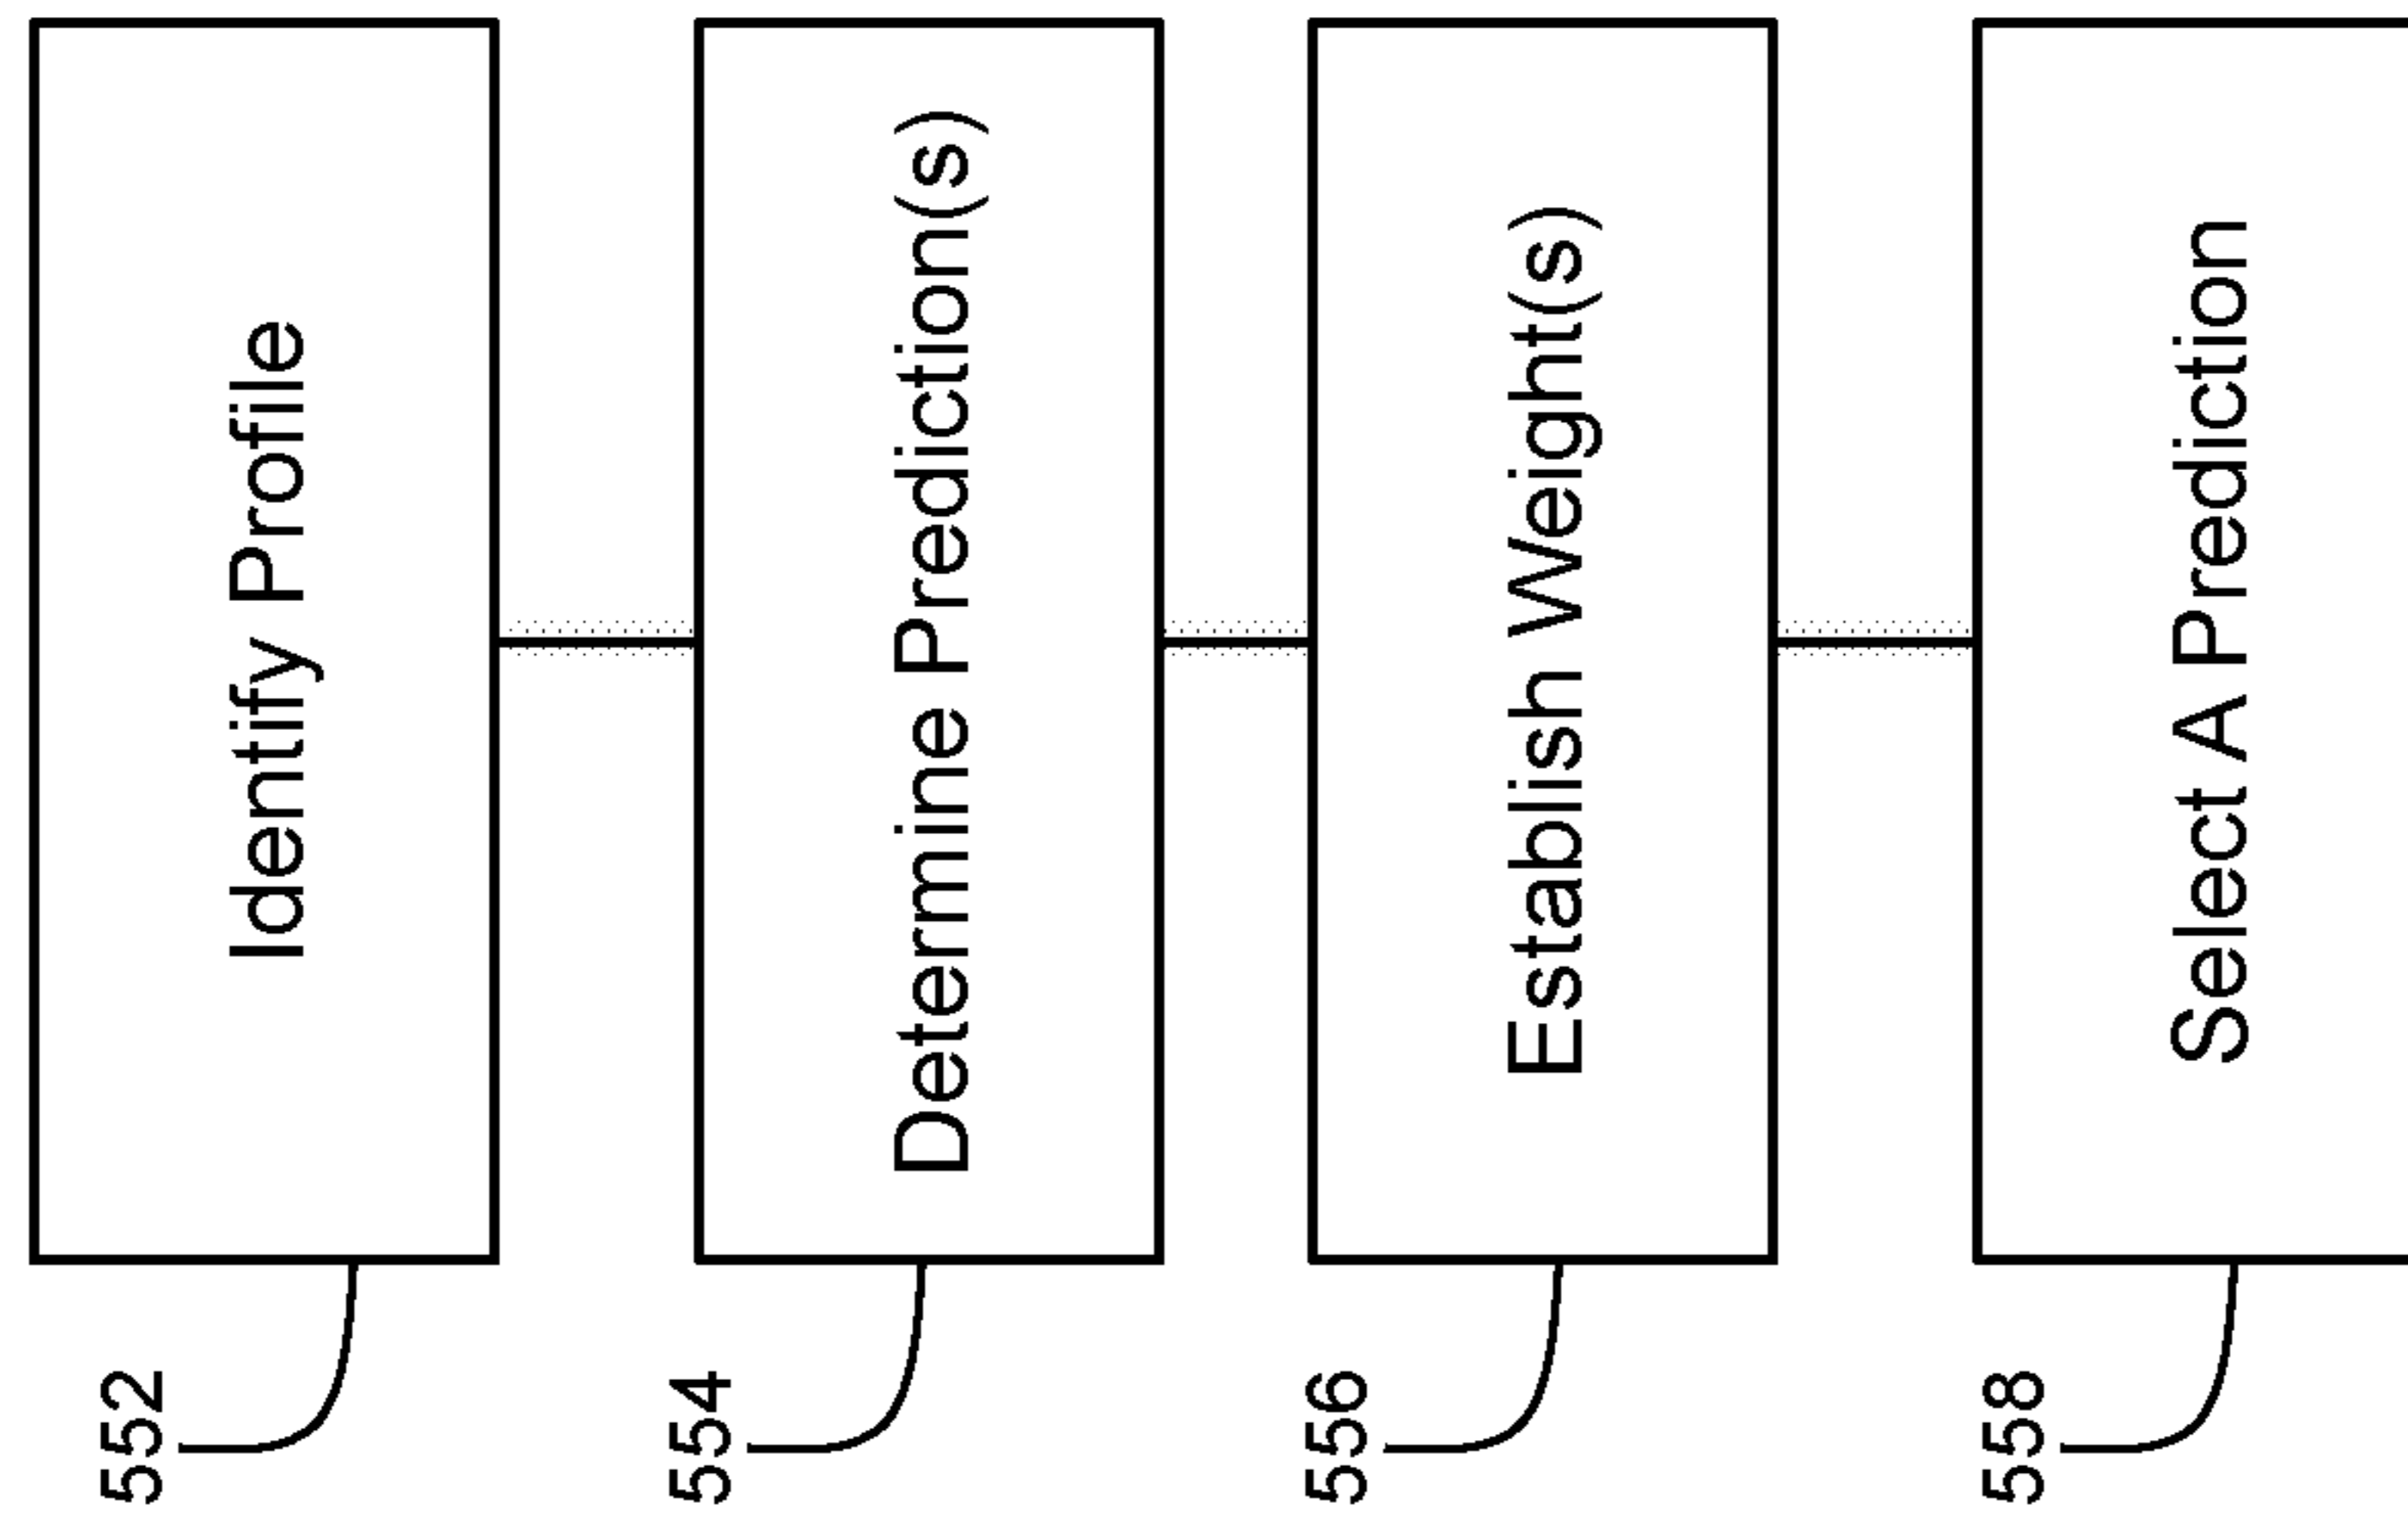 552
Identify Profile
554
Determine Prediction(s)
556
Establish Weight(s)
558
Select A Prediction